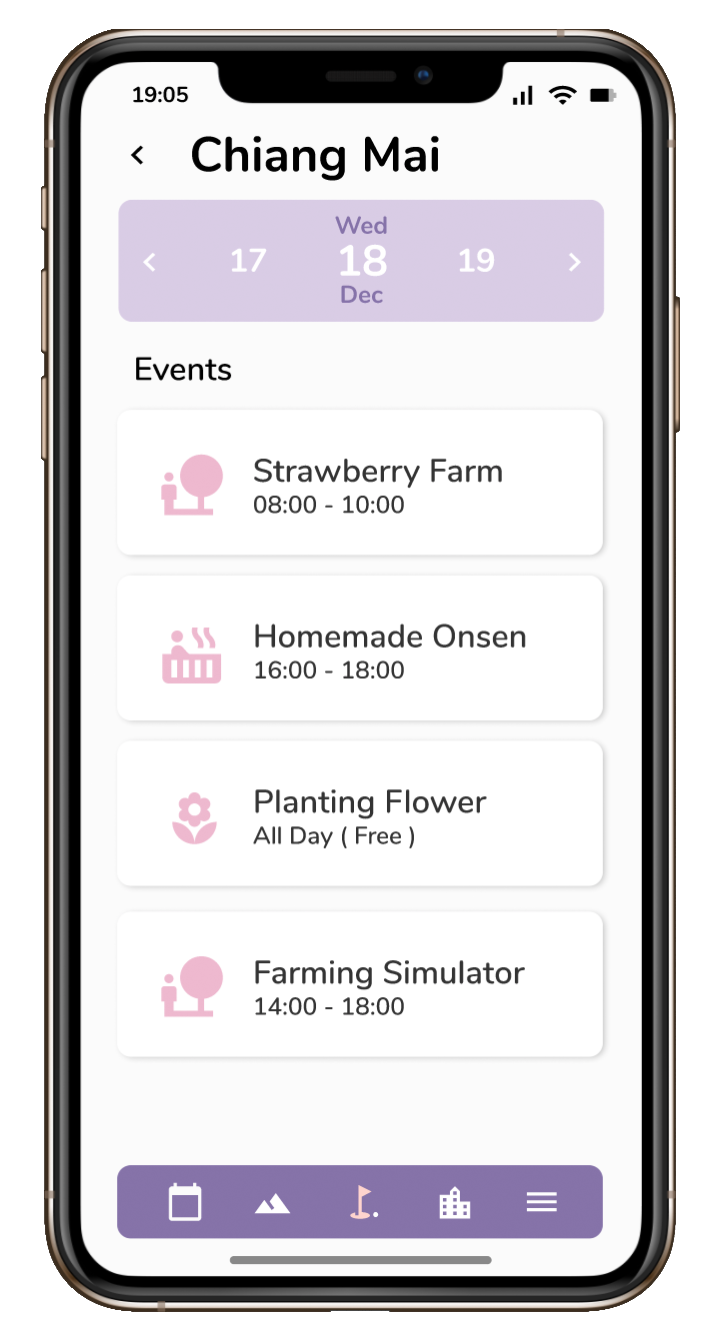 19:05
Chiang Mai
Wed
17 18 19
Dec
Events
Strawberry Farm
08:00 - 10:00
Homemade Onsen
16:00 - 18:00
Planting Flower
All Day ( Free )
Farming Simulator
14:00 - 18:00